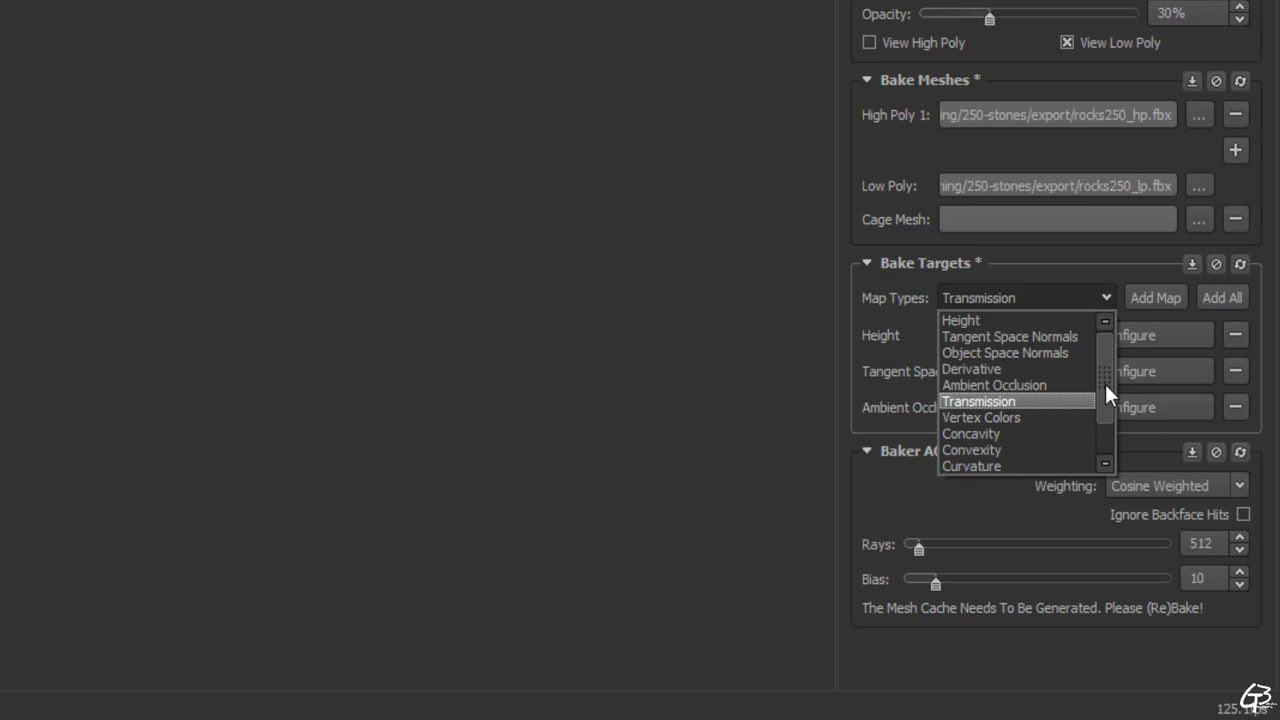 Opacity: 30%
View High Poly View Low Poly
Bake Meshes *
High Poly 1: ing/250-stones/export/rocks250_hp.fbx ... −
+
Low Poly: ning/250-stones/export/rocks250_lp.fbx ...
Cage Mesh: ... −
Bake Targets *
Map Types: Transmission Add Map Add All
Height
Tangent Space Normals
Object Space Normals
Derivative
Ambient Occlusion
Transmission
Vertex Colors
Concavity
Convexity
Curvature
Height nfigure −
Tangent Spac nfigure −
Ambient Occl nfigure −
Baker AO
Weighting: Cosine Weighted
Ignore Backface Hits
Rays: 512
Bias: 10
The Mesh Cache Needs To Be Generated. Please (Re)Bake!